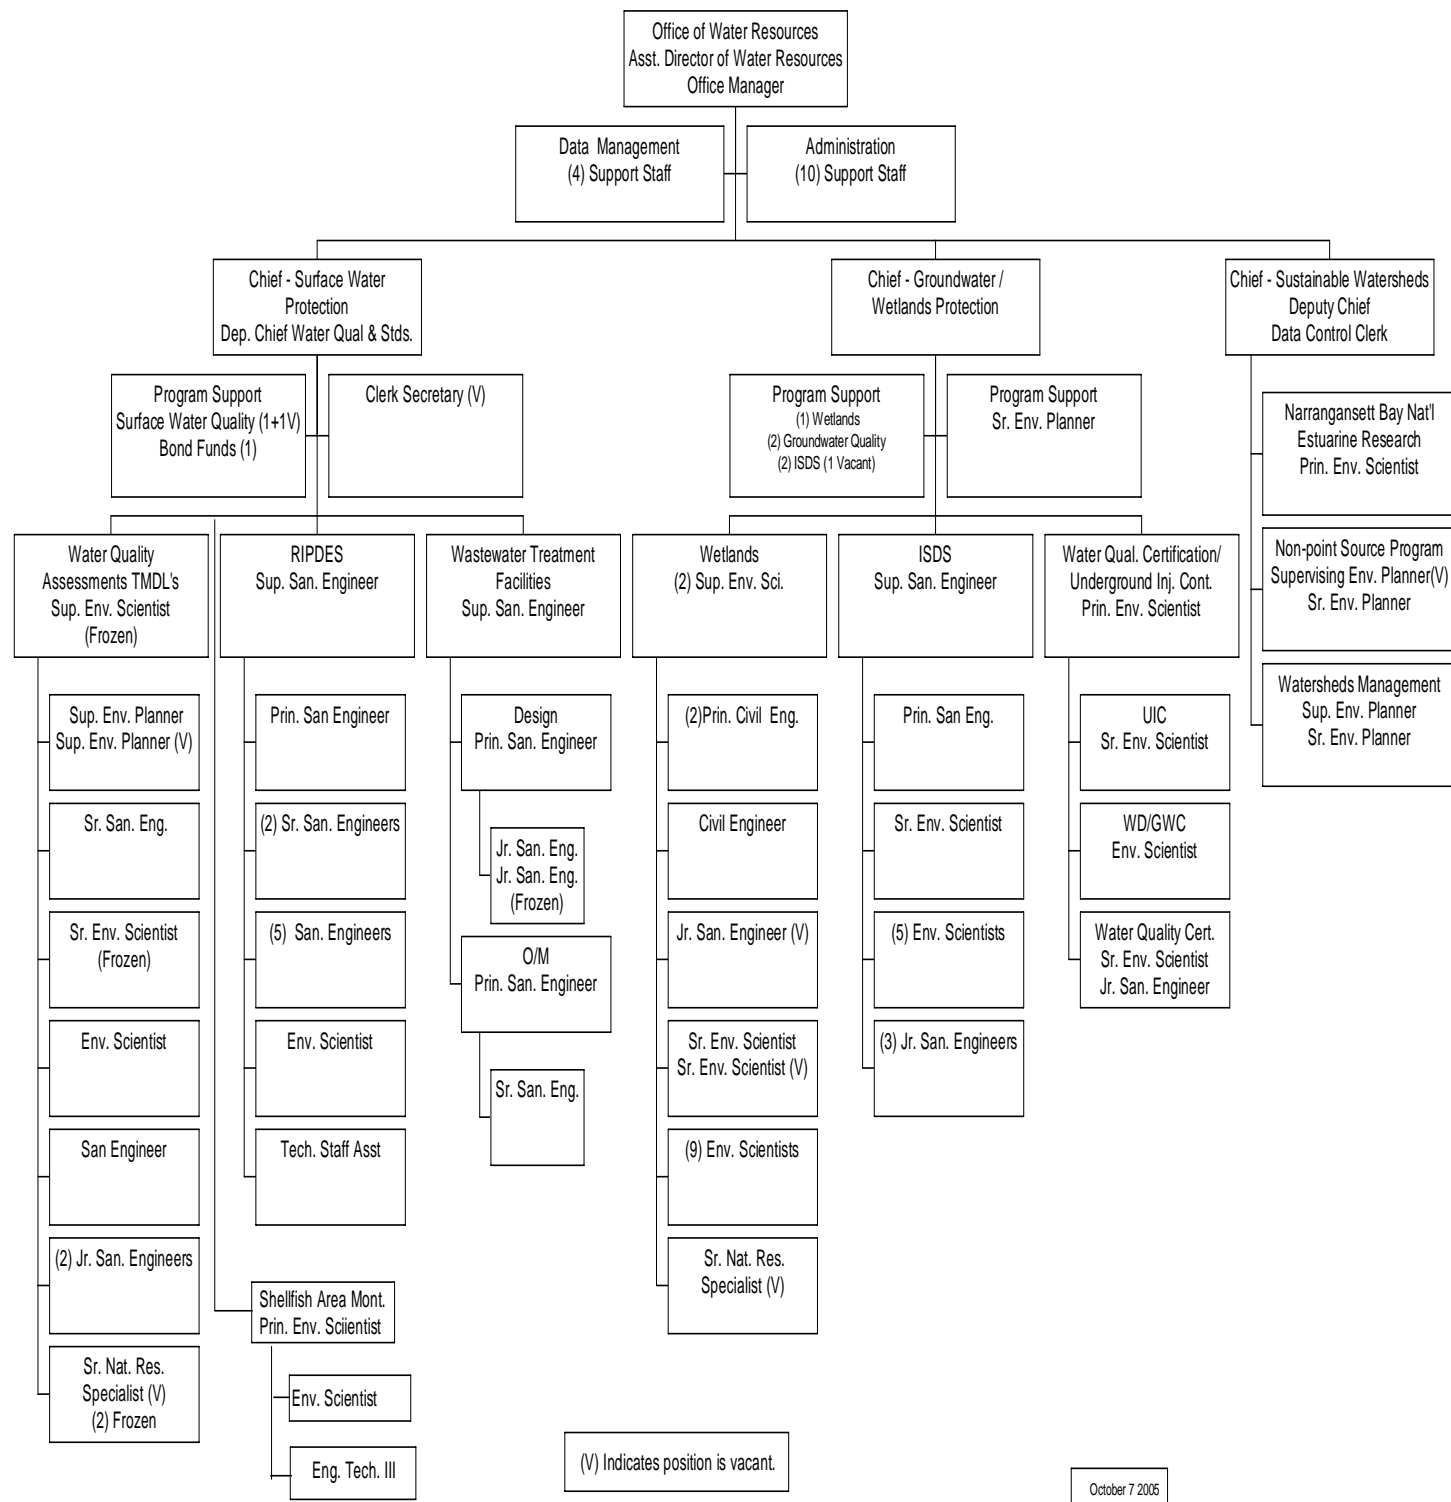 Office of Water Resources
Asst. Director of Water Resources
Office Manager
Data Management
(4) Support Staff
Administration
(10) Support Staff
Chief - Surface Water
Protection
Dep. Chief Water Qual & Stds.
Chief - Groundwater /
Wetlands Protection
Chief - Sustainable Watersheds
Deputy Chief
Data Control Clerk
Program Support
Surface Water Quality (1+1V)
Bond Funds (1)
Clerk Secretary (V)
Program Support
(1) Wetlands
(2) Groundwater Quality
(2) ISDS (1 Vacant)
Program Support
Sr. Env. Planner
Narrangansett Bay Nat'l
Estuarine Research
Prin. Env. Scientist
Non-point Source Program
Supervising Env. Planner(V)
Sr. Env. Planner
Watersheds Management
Sup. Env. Planner
Sr. Env. Planner
Water Quality
Assessments TMDL's
Sup. Env. Scientist
(Frozen)
RIPDES
Sup. San. Engineer
Wastewater Treatment
Facilities
Sup. San. Engineer
Wetlands
(2) Sup. Env. Sci.
ISDS
Sup. San. Engineer
Water Qual. Certification/
Underground Inj. Cont.
Prin. Env. Scientist
Sup. Env. Planner
Sup. Env. Planner (V)
Sr. San. Eng.
Sr. Env. Scientist
(Frozen)
Env. Scientist
San Engineer
(2) Jr. San. Engineers
Sr. Nat. Res.
Specialist (V)
(2) Frozen
Prin. San Engineer
(2) Sr. San. Engineers
(5) San. Engineers
Env. Scientist
Tech. Staff Asst
Shellfish Area Mont.
Prin. Env. Sciientist
Env. Scientist
Eng. Tech. III
Design
Prin. San. Engineer
Jr. San. Eng.
Jr. San. Eng.
(Frozen)
O/M
Prin. San. Engineer
Sr. San. Eng.
(2)Prin. Civil Eng.
Civil Engineer
Jr. San. Engineer (V)
Sr. Env. Scientist
Sr. Env. Scientist (V)
(9) Env. Scientists
Sr. Nat. Res.
Specialist (V)
Prin. San Eng.
Sr. Env. Scientist
(5) Env. Scientists
(3) Jr. San. Engineers
UIC
Sr. Env. Scientist
WD/GWC
Env. Scientist
Water Quality Cert.
Sr. Env. Scientist
Jr. San. Engineer
(V) Indicates position is vacant.
October 7 2005